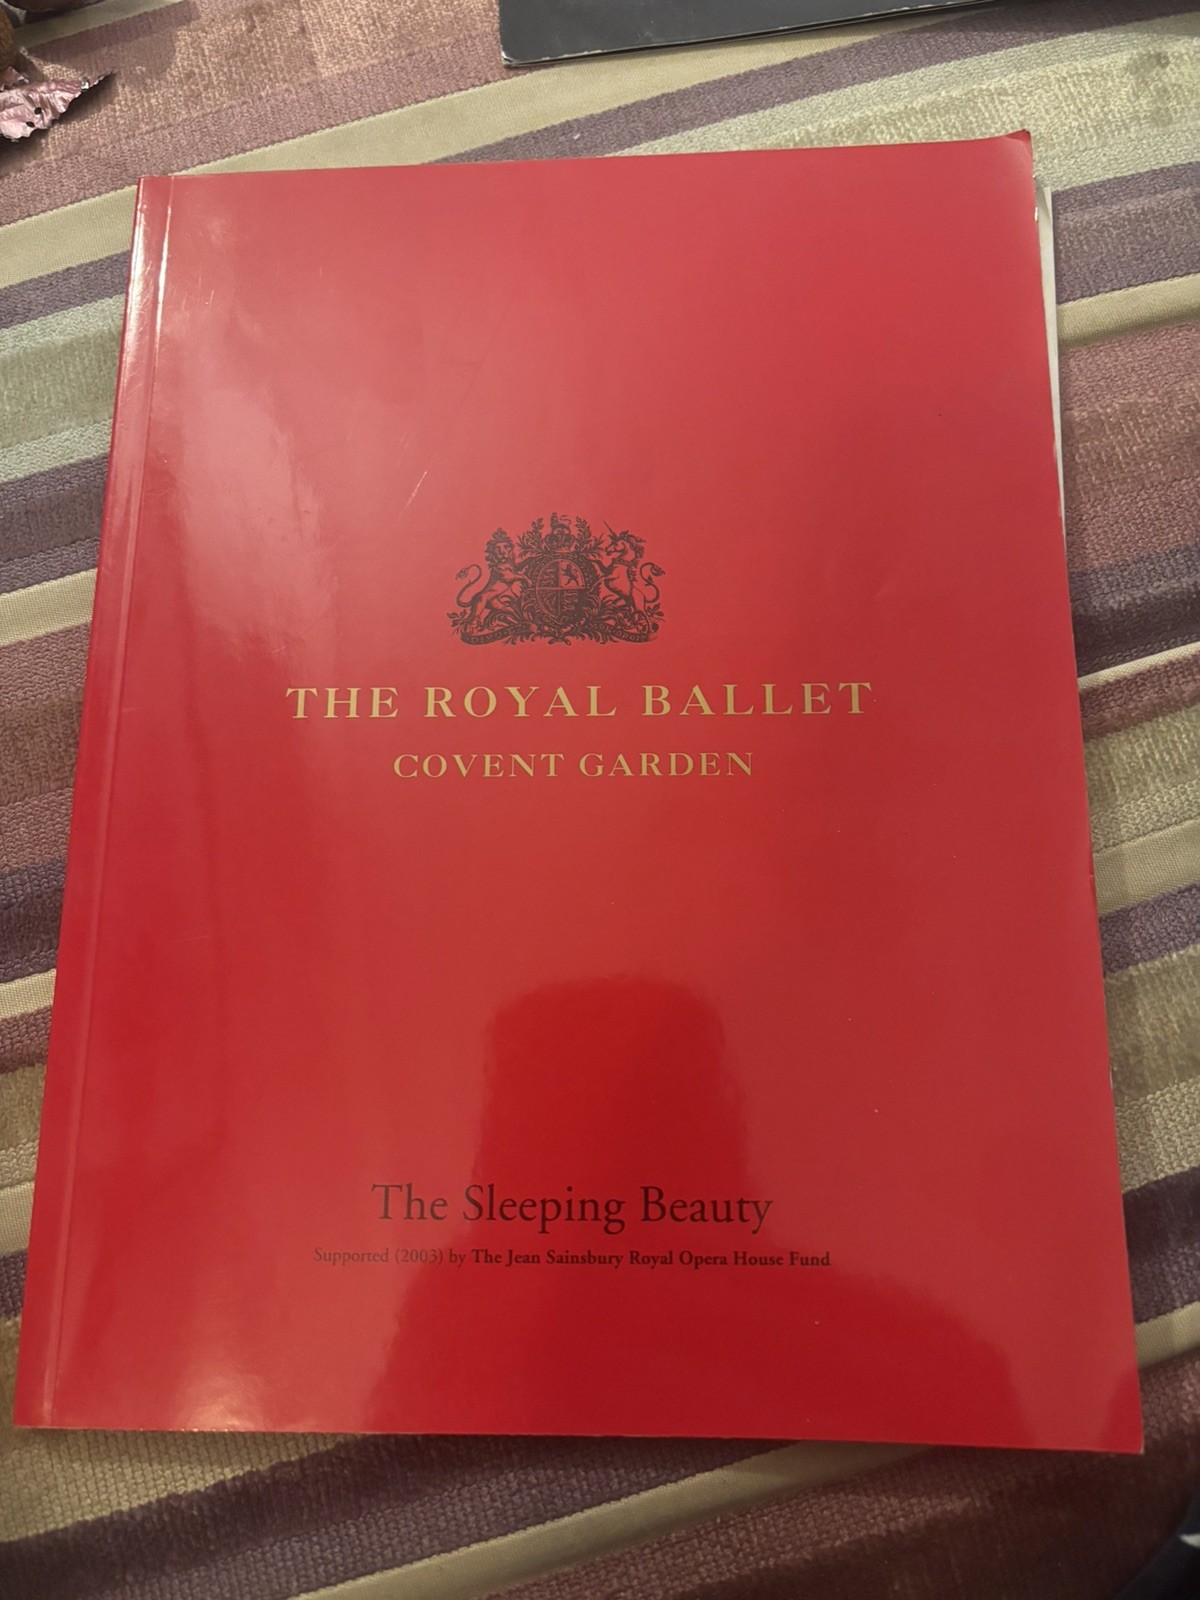 THE ROYAL BALLET
COVENT GARDEN
The Sleeping Beauty
Supported (2003) by The Jean Sainsbury Royal Opera House Fund